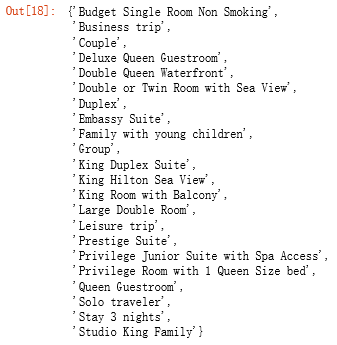 Out[18]: {'Budget Single Room Non Smoking',
'Business trip',
'Couple',
'Deluxe Queen Guestroom',
'Double Queen Waterfront',
'Double or Twin Room with Sea View',
'Duplex',
'Embassy Suite',
'Family with young children',
'Group',
'King Duplex Suite',
'King Hilton Sea View',
'King Room with Balcony',
'Large Double Room',
'Leisure trip',
'Prestige Suite',
'Privilege Junior Suite with Spa Access',
'Privilege Room with 1 Queen Size bed',
'Queen Guestroom',
'Solo traveler',
'Stay 3 nights',
'Studio King Family'}